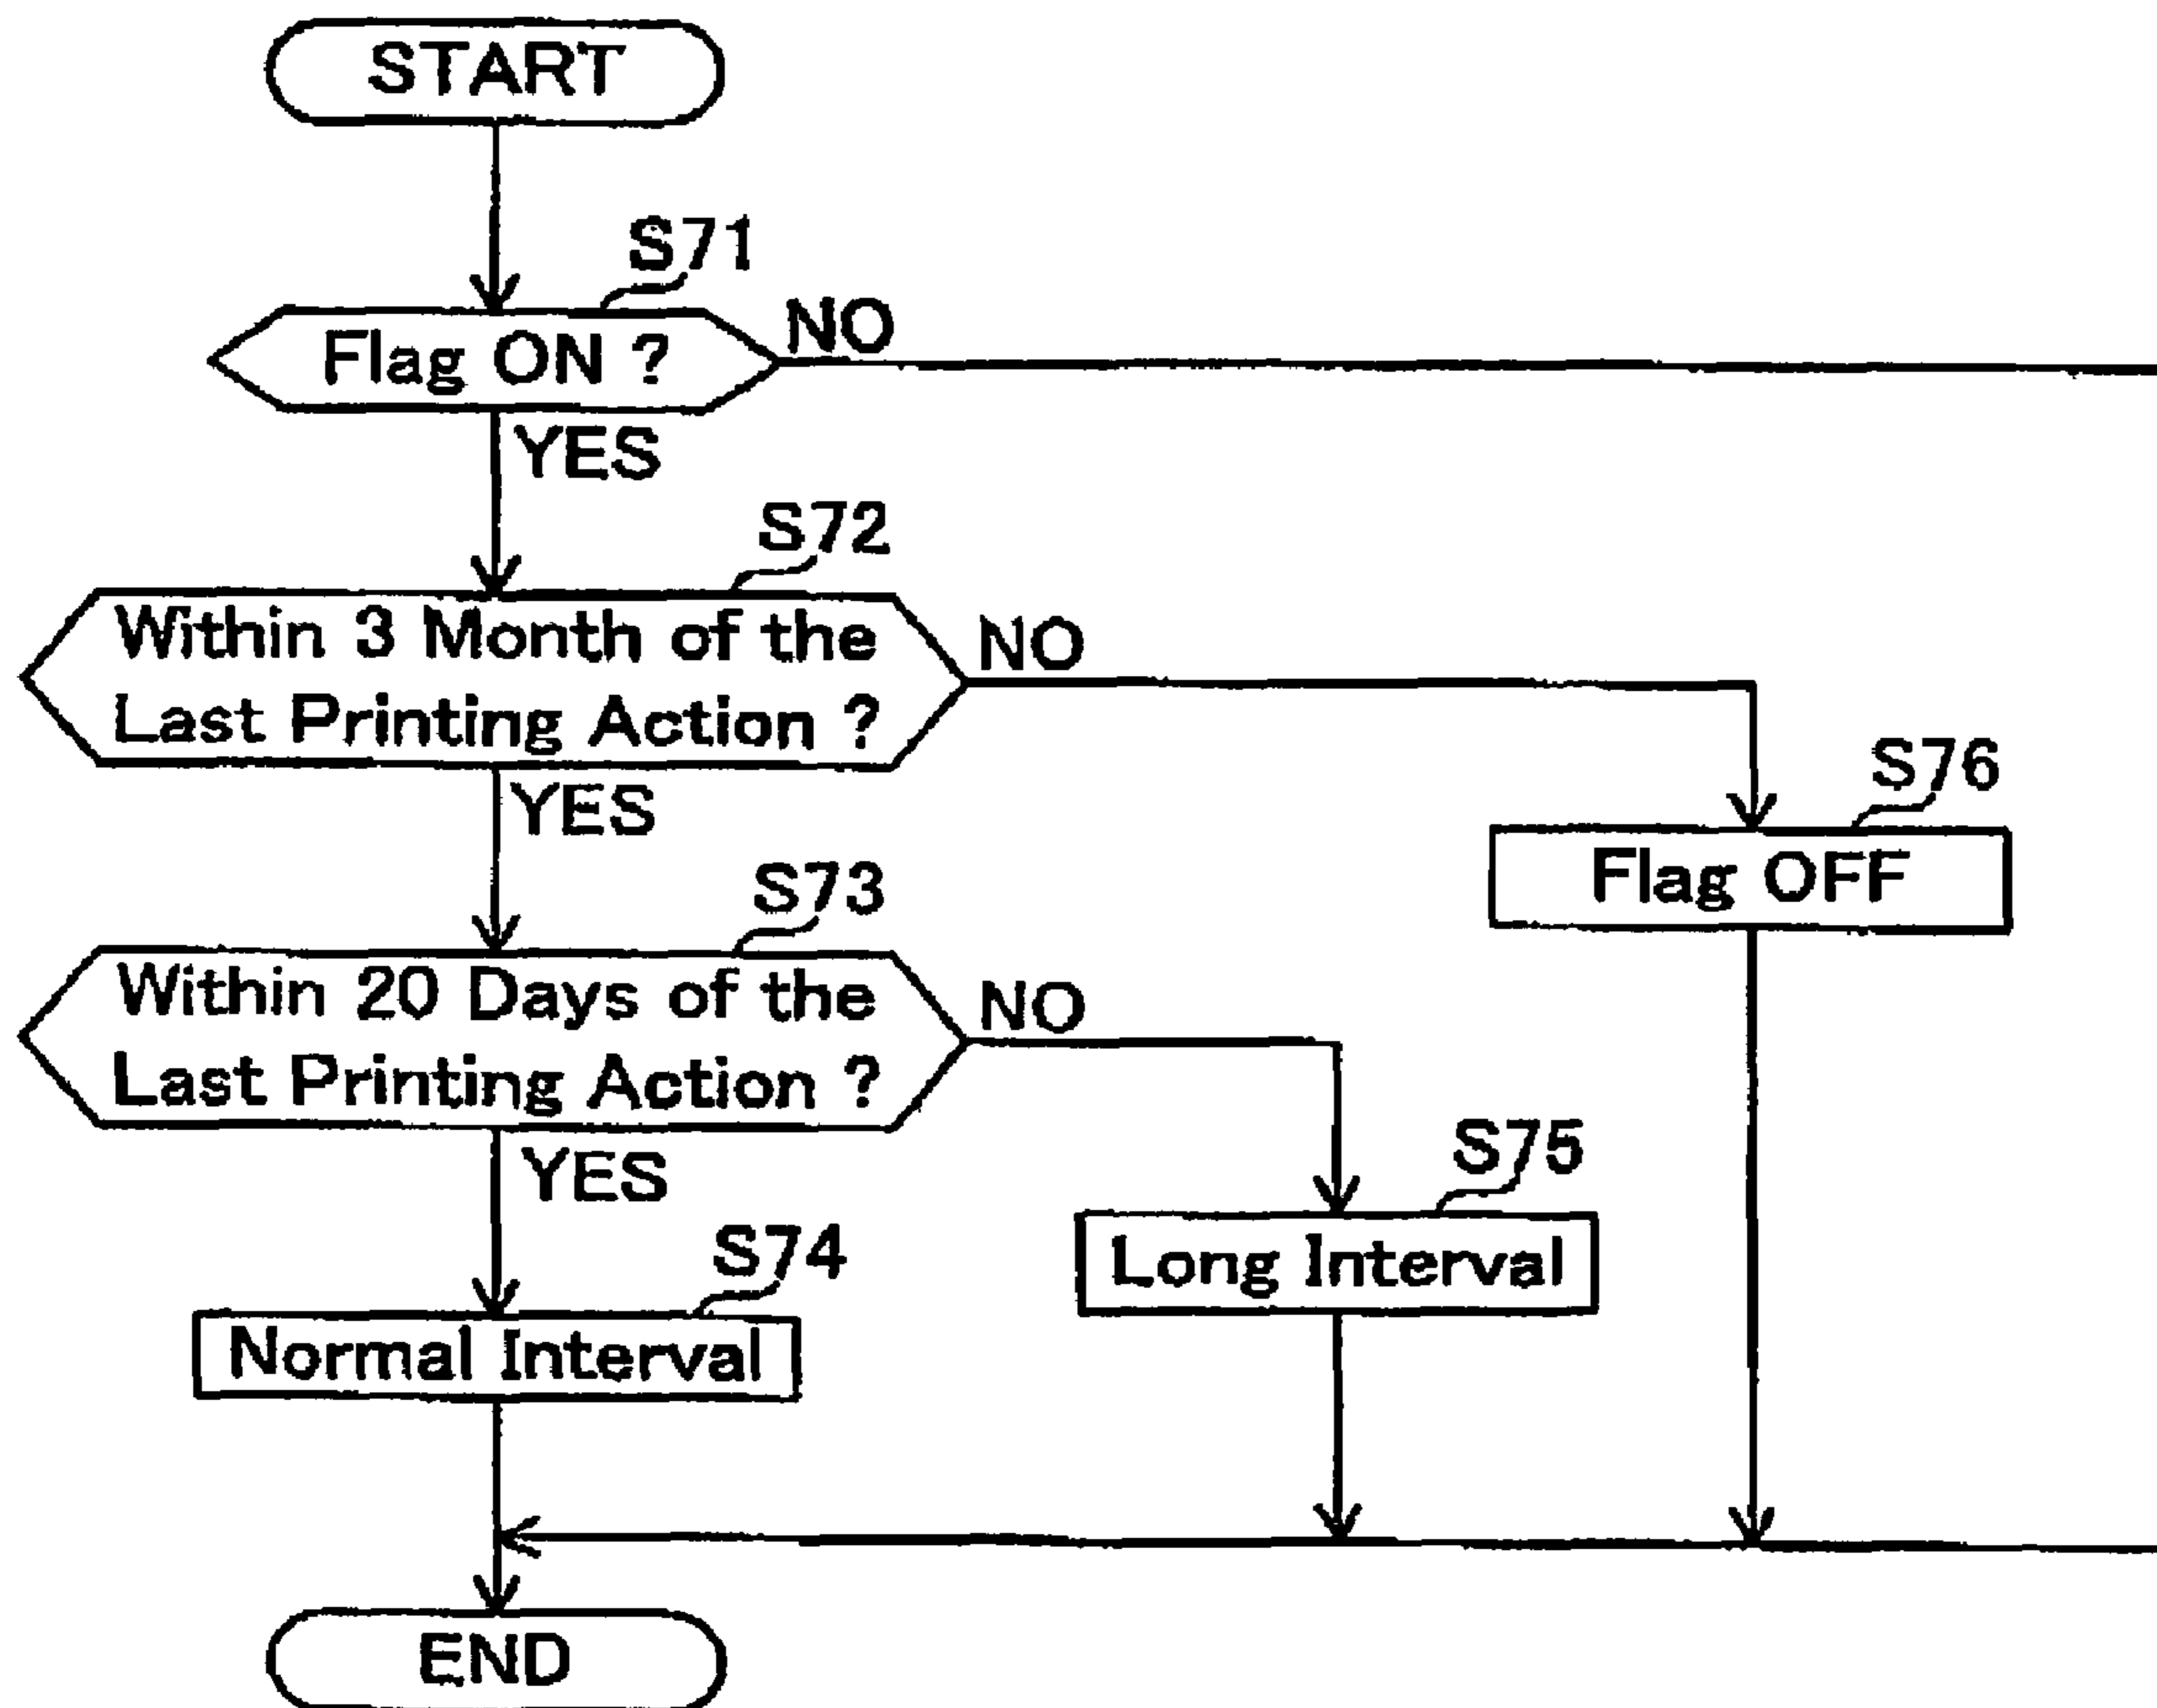 START
S71
Flag ON ?
NO
YES
S72
Within 3 Month of the
Last Printing Action ?
NO
YES
S76
Flag OFF
S73
Within 20 Days of the
Last Printing Action ?
NO
YES
S75
Long Interval
S74
Normal Interval
END